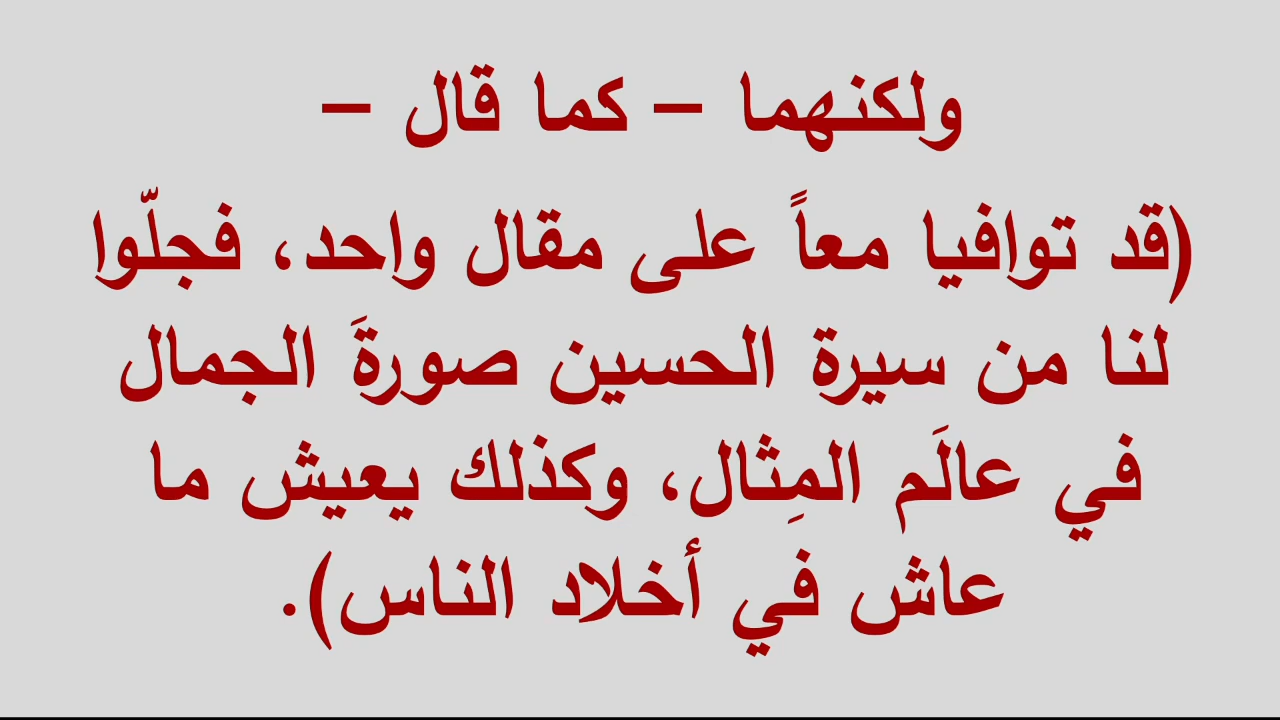 ولكنهما – كما قال –
(قد توافيا معاً على مقال واحد، فجلّوا
لنا من سيرة الحسين صورةَ الجمال
في عالَم المِثال، وكذلك يعيش ما
عاش في أخلاد الناس).